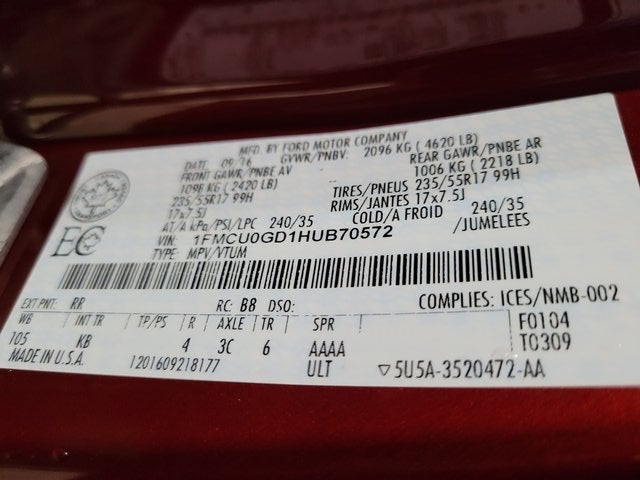 MFD. BY FORD MOTOR COMPANY
DATE: 09/16 GVWR/PNBV: 2096 KG ( 4620 LB)
FRONT GAWR/PNBE AV REAR GAWR/PNBE AR
1098 KG ( 2420 LB) 1006 KG ( 2218 LB)
235/55R17 99H TIRES/PNEUS 235/55R17 99H
17x7.5J RIMS/JANTES 17x7.5J
AT/A kPa/PSI/LPC 240/35 COLD/A FROID 240/35
VIN: 1FMCU0GD1HUB70572 /JUMELEES
TYPE: MPV/VTUM
EC
EXT PNT: RR RC: B8 DSO: COMPLIES: ICES/NMB-002
WB INT TR TP/PS R AXLE TR SPR F0104
105 KB 4 3C 6 AAAA T0309
MADE IN U.S.A. 1201609218177 ULT ▽5U5A-3520472-AA